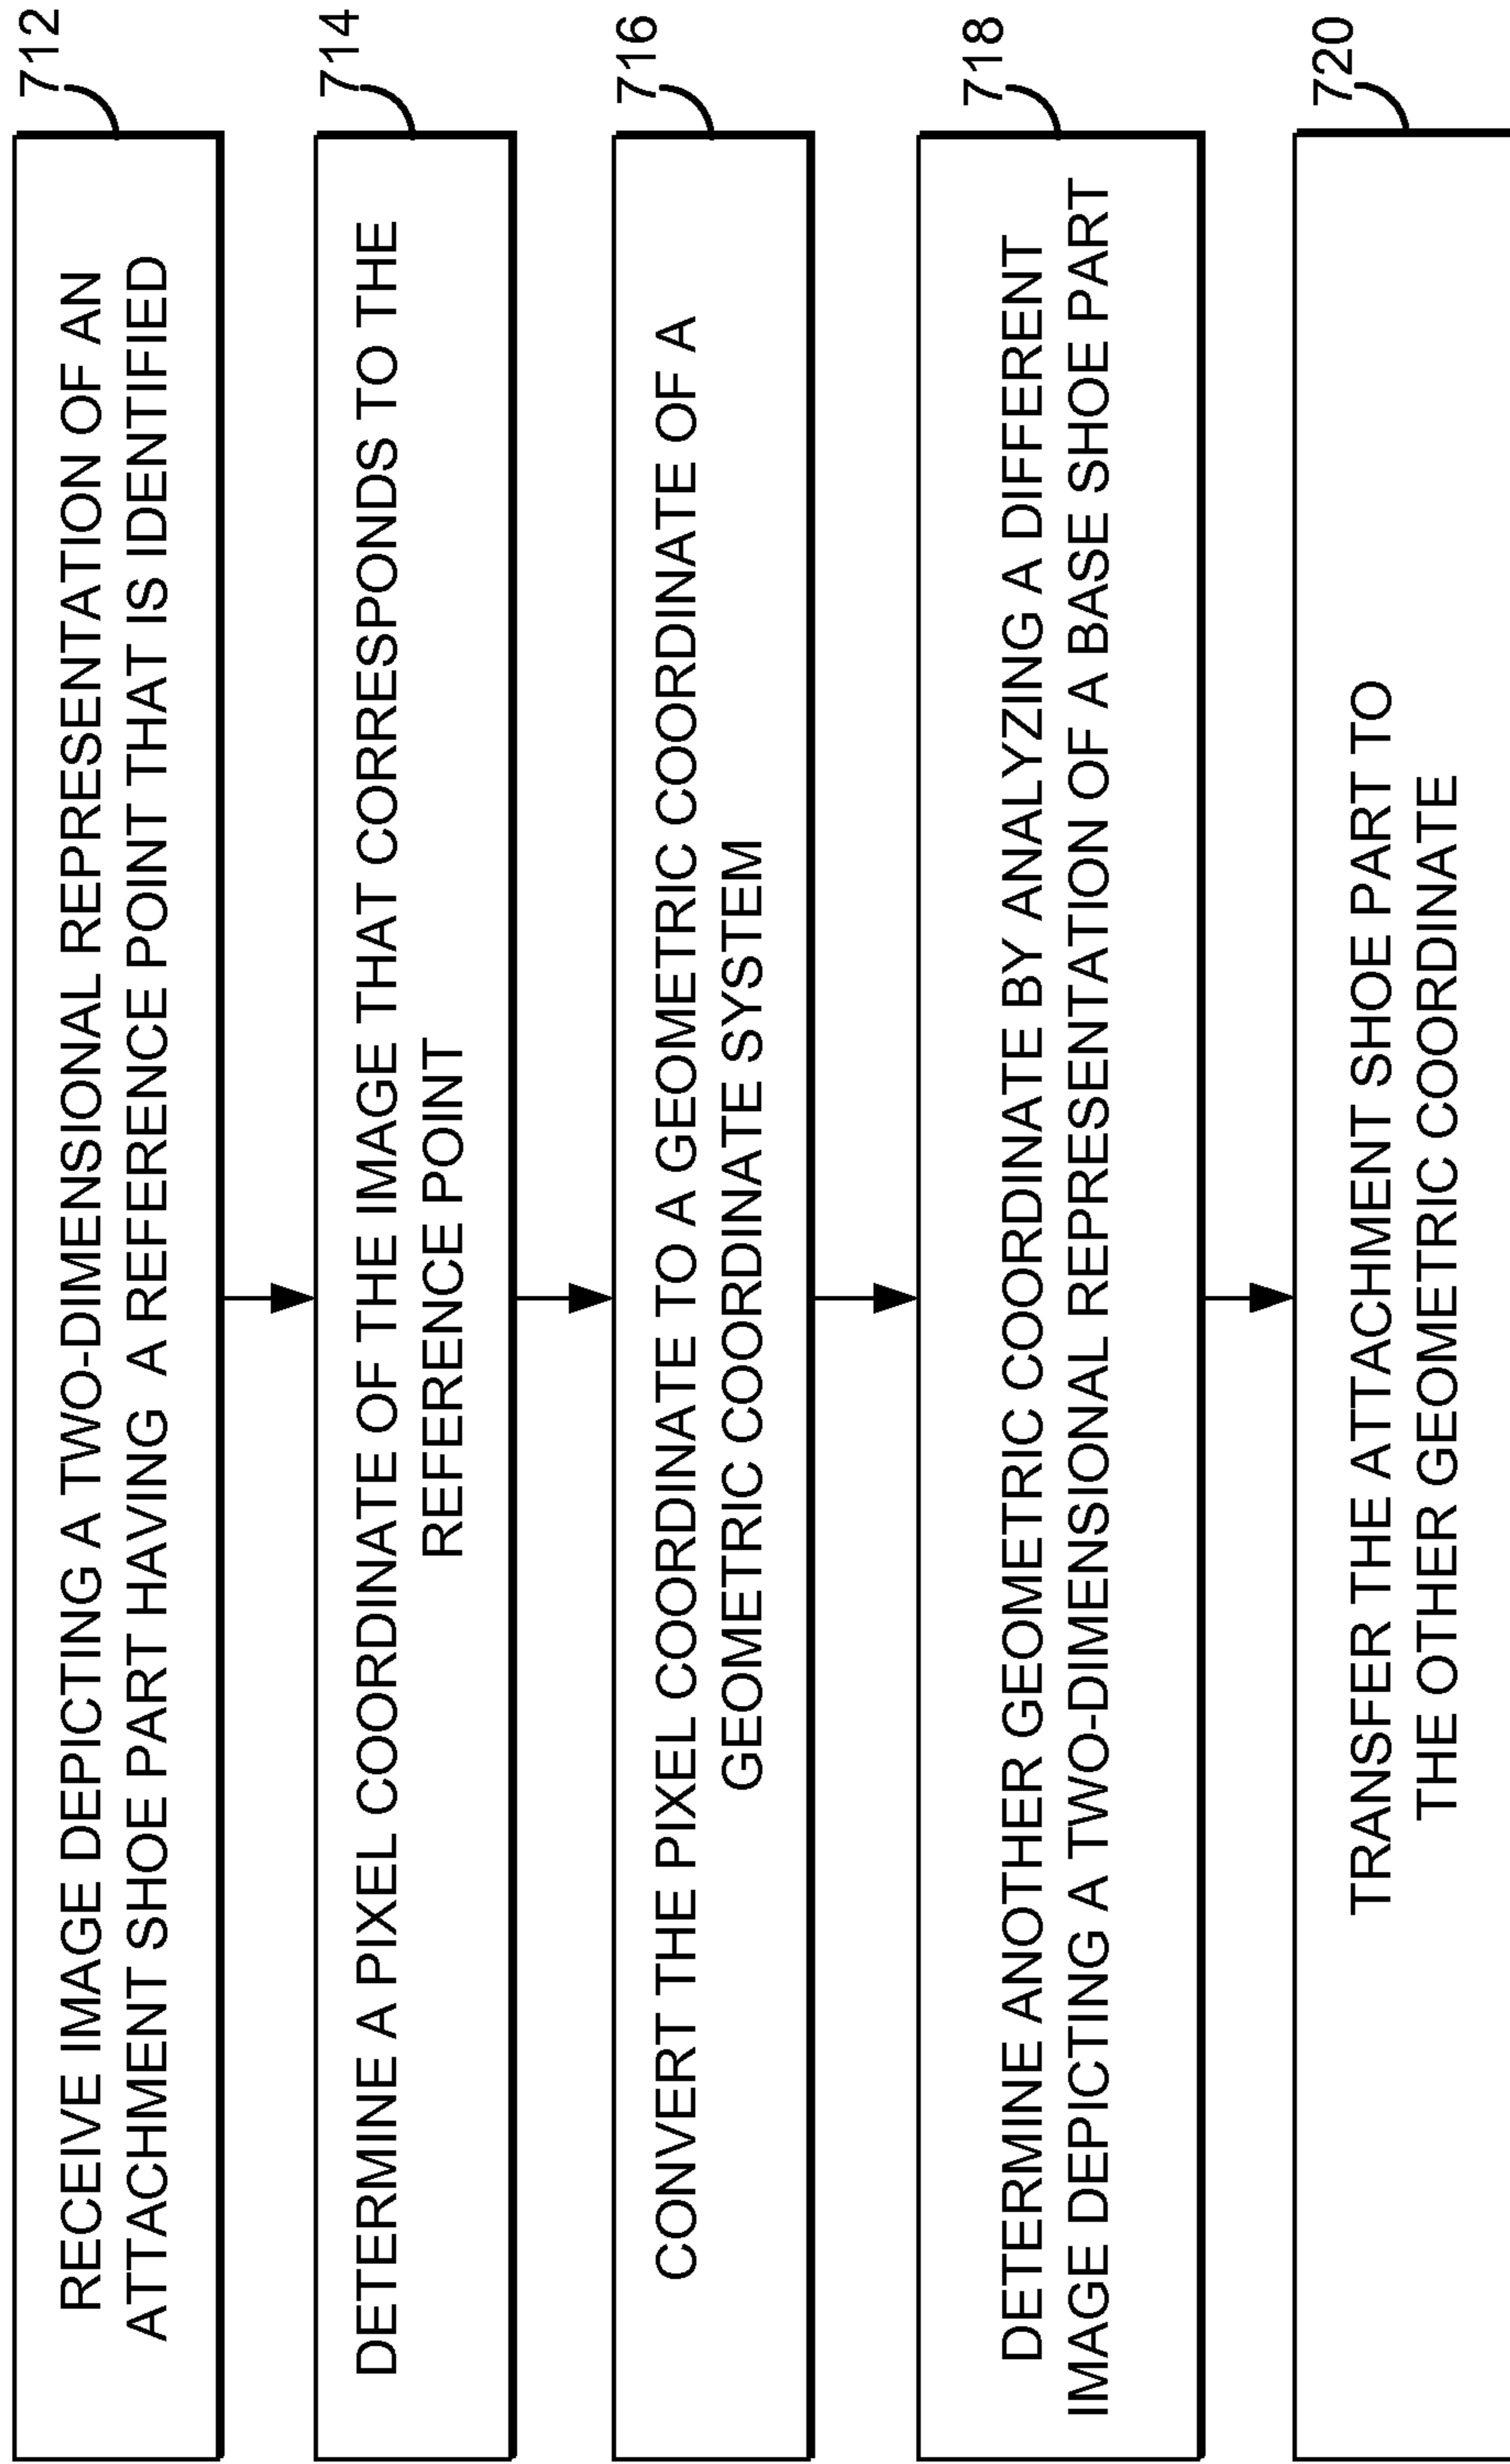 712
RECEIVE IMAGE DEPICTING A TWO-DIMENSIONAL REPRESENTATION OF AN
ATTACHMENT SHOE PART HAVING A REFERENCE POINT THAT IS IDENTIFIED
714
DETERMINE A PIXEL COORDINATE OF THE IMAGE THAT CORRESPONDS TO THE
REFERENCE POINT
716
CONVERT THE PIXEL COORDINATE TO A GEOMETRIC COORDINATE OF A
GEOMETRIC COORDINATE SYSTEM
718
DETERMINE ANOTHER GEOMETRIC COORDINATE BY ANALYZING A DIFFERENT
IMAGE DEPICTING A TWO-DIMENSIONAL REPRESENTATION OF A BASE SHOE PART
720
TRANSFER THE ATTACHMENT SHOE PART TO
THE OTHER GEOMETRIC COORDINATE